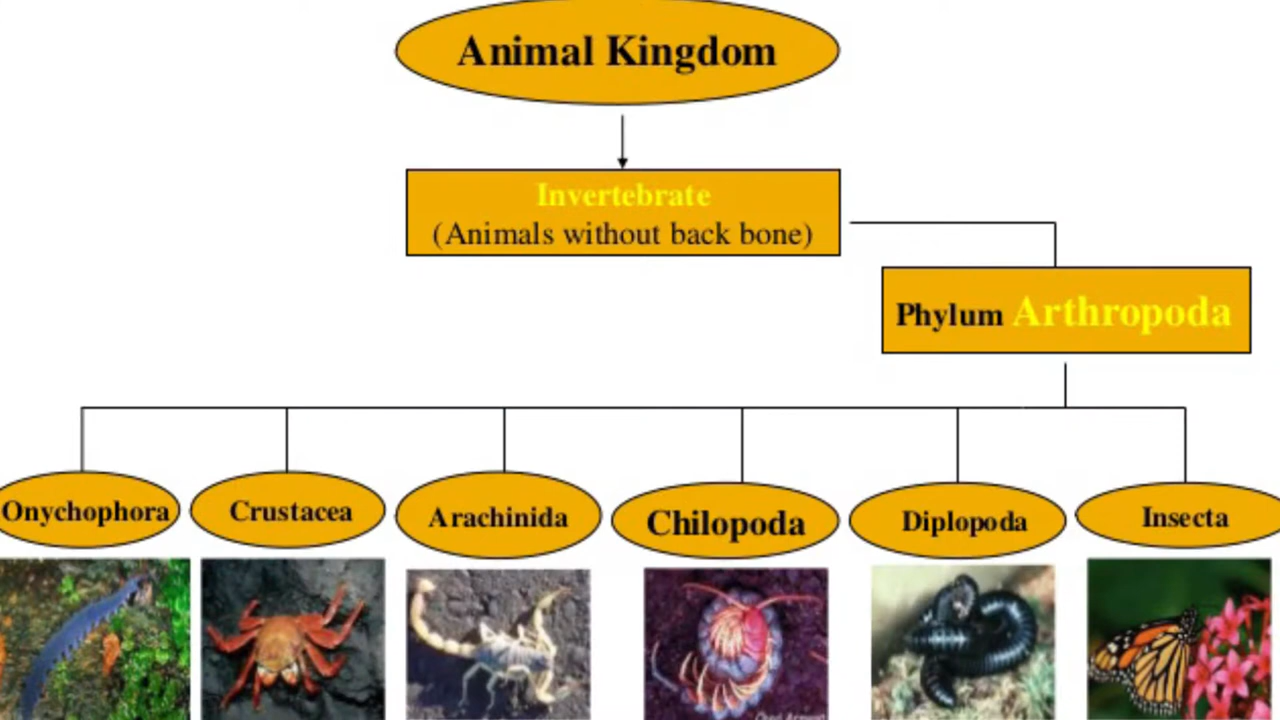 Animal Kingdom
Invertebrate
(Animals without back bone)
Phylum Arthropoda
Onychophora
Crustacea
Arachinida
Chilopoda
Diplopoda
Insecta